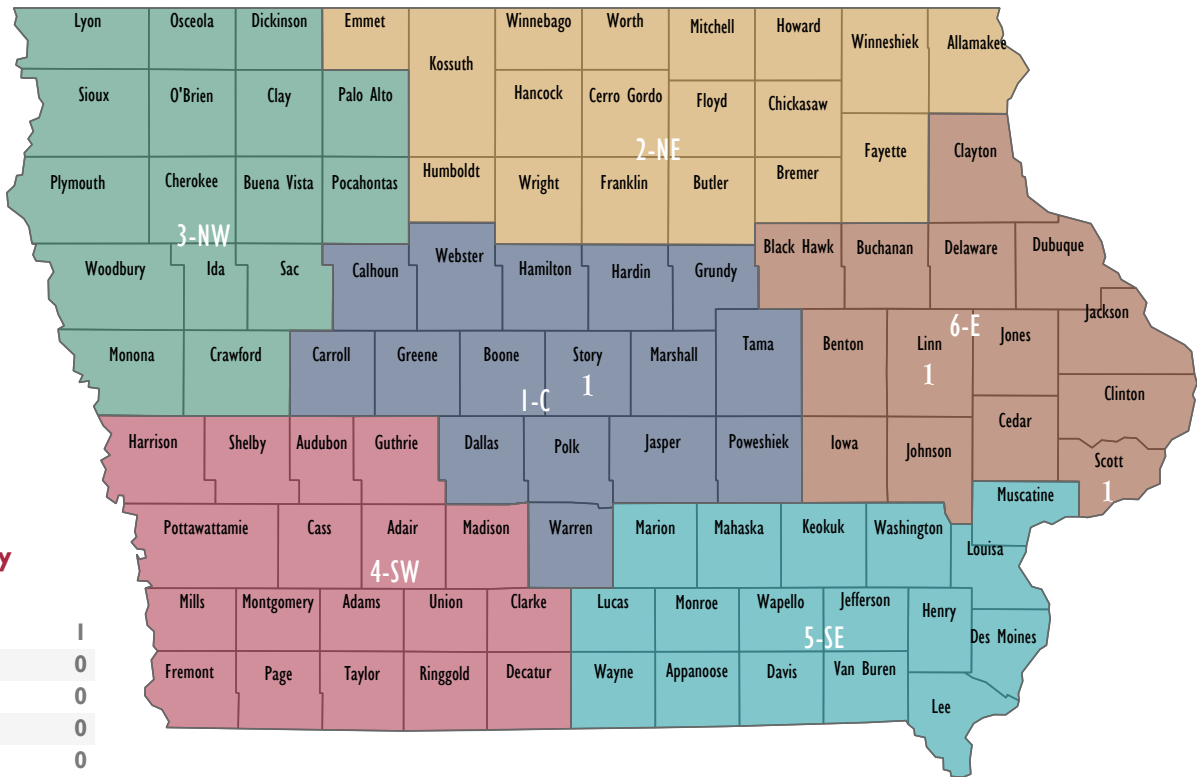 Lyon Osceola Dickinson Emmet Winnebago Worth Mitchell Howard Winneshiek Allamakee
Kossuth
Sioux O'Brien Clay Palo Alto Hancock Cerro Gordo Floyd Chickasaw
2-NE Fayette Clayton
Plymouth Cherokee Buena Vista Pocahontas Humboldt Wright Franklin Butler Bremer
3-NW
Woodbury Ida Sac Calhoun Webster Hamilton Hardin Grundy Black Hawk Buchanan Delaware Dubuque
Jackson
6-E
Monona Crawford Carroll Greene Boone Story Marshall Tama Benton Linn Jones
1 1
1-C Clinton
Harrison Shelby Audubon Guthrie Dallas Polk Jasper Poweshiek Iowa Johnson Cedar
Scott
1
Muscatine
Pottawattamie Cass Adair Madison Warren Marion Mahaska Keokuk Washington
Louisa
y
4-SW
Mills Montgomery Adams Union Clarke Lucas Monroe Wapello Jefferson Henry
1
5-SE Des Moines
0
Fremont Page Taylor Ringgold Decatur Wayne Appanoose Davis Van Buren
0
Lee
0
0